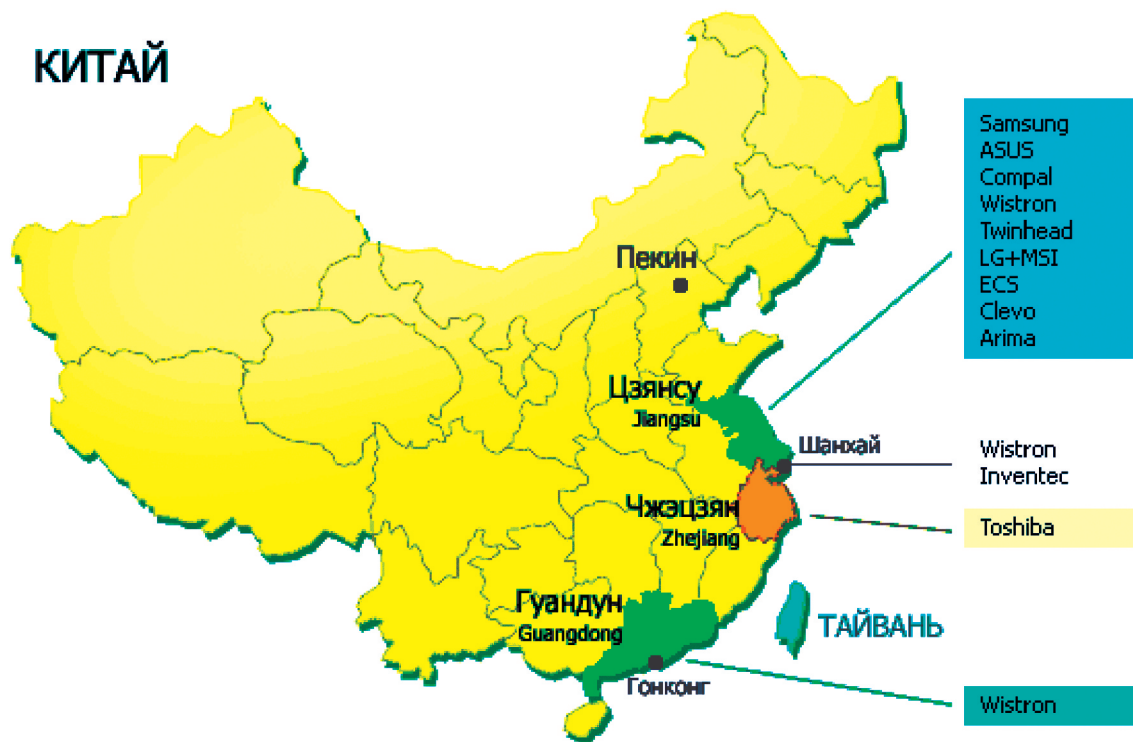 КИТАЙ
Samsung
ASUS
Compal
Wistron
Twinhead
LG+MSI
ECS
Clevo
Arima
Пекин
Цзянсу
Jiangsu
Шанхай
Wistron
Inventec
Чжэцзян
Zhejiang
Toshiba
Гуандун
Guangdong
ТАЙВАНЬ
Гонконг
Wistron